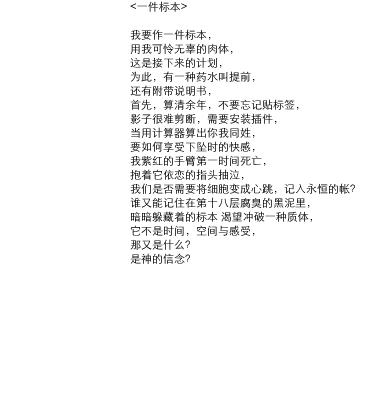 <一件标本>
我要作一件标本，
用我可怜无辜的肉体，
这是接下来的计划，
为此，有一种药水叫提前，
还有附带说明书，
首先，算清余年，不要忘记贴标签，
影子很难剪断，需要安装插件，
当用计算器算出你我同姓，
要如何享受下坠时的快感，
我紫红的手臂第一时间死亡，
抱着它依恋的指头抽泣，
我们是否需要将细胞变成心跳，记入永恒的帐？
谁又能记住在第十八层腐臭的黑泥里，
暗暗躲藏着的标本 渴望冲破一种质体，
它不是时间，空间与感受，
那又是什么？
是神的信念？